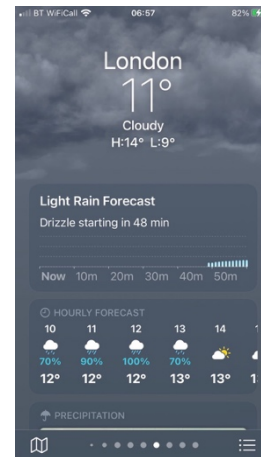 BT WiFiCall 06:57 82%
London
11°
Cloudy
H:14° L:9°
Light Rain Forecast
Drizzle starting in 48 min
Now 10m 20m 30m 40m 50m
HOURLY FORECAST
10 11 12 13 14 1
70% 90% 100% 70%
12° 12° 12° 13° 13° 1
PRECIPITATION